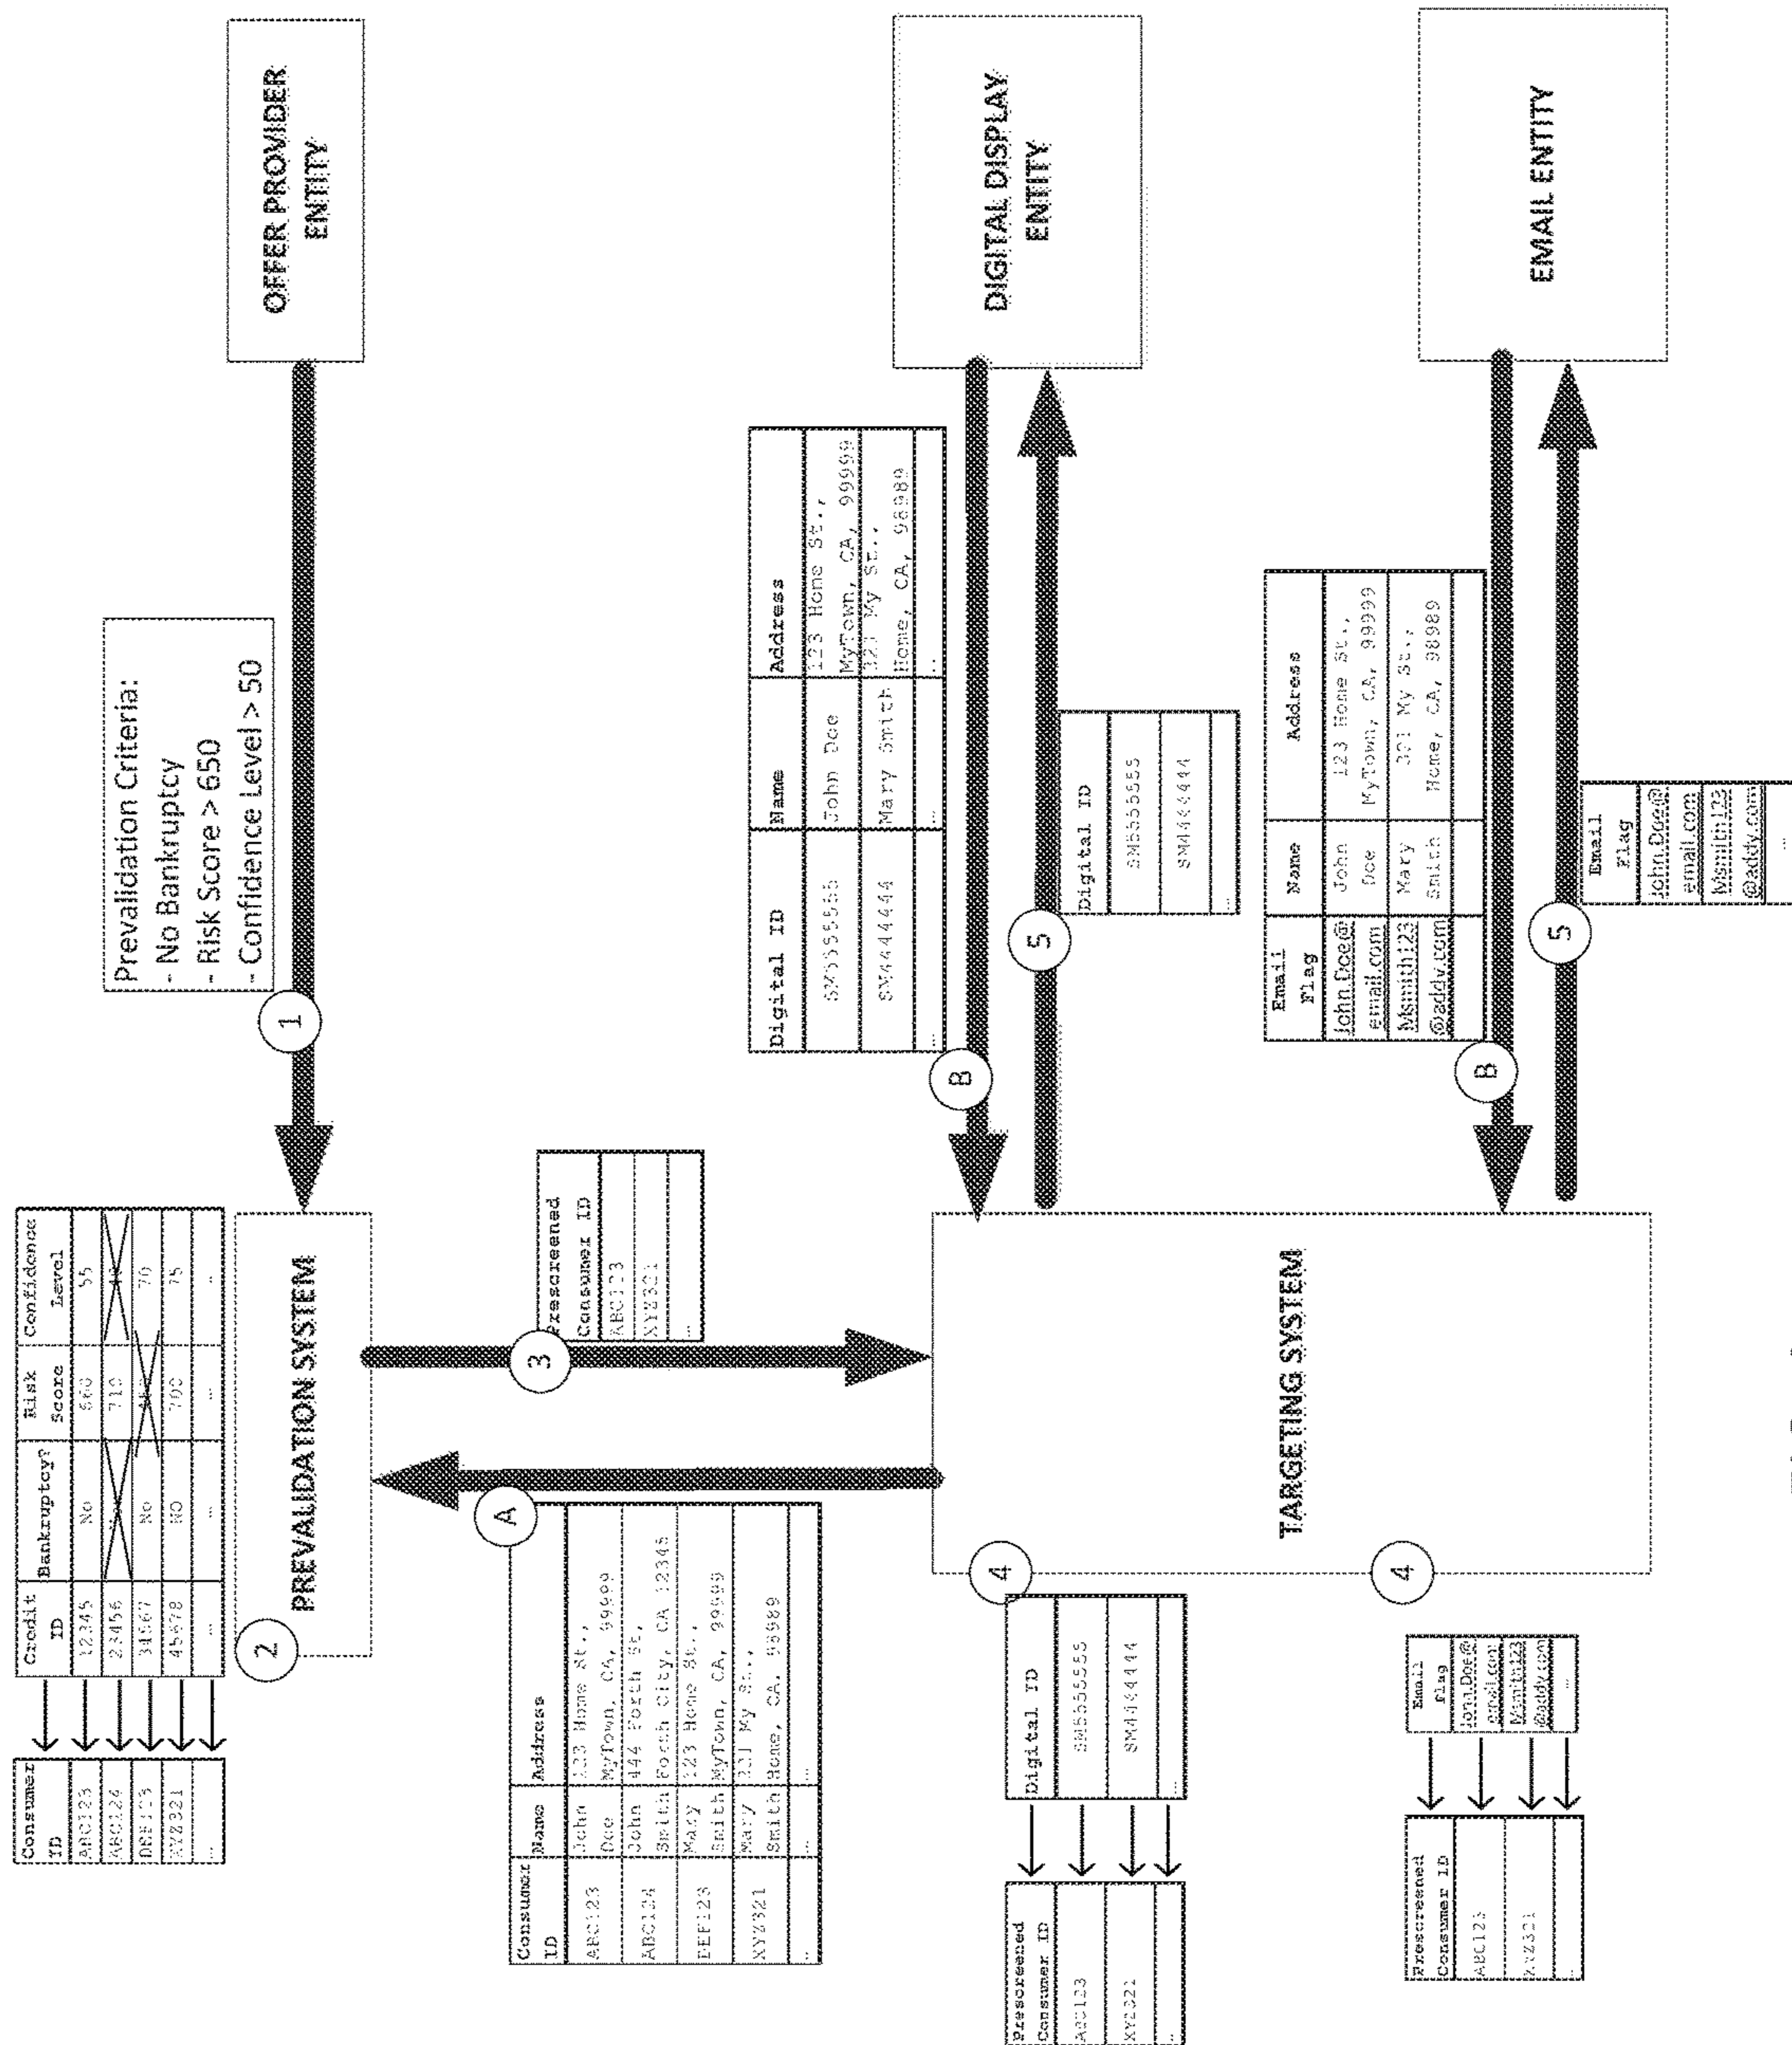 Consumer ID
ABC123
ABC124
DEF123
XYZ321
...
Credit ID Bankruptcy? Risk Score Confidence Level
12345 No 660 55
23456 710
34567 No 70
45678 NO 700 75
...
2
PREVALIDATION SYSTEM
Prevalidation Criteria:
- No Bankruptcy
- Risk Score > 650
- Confidence Level > 50
1
OFFER PROVIDER
ENTITY
A
Consumer ID Name Address
ABC123 John Doe 123 Home St., MyTown, CA, 99999
ABC124 John Smith 444 Forth St, City, CA 12345
DEF123 Mary Smith 123 Home St., MyTown, CA, 99999
XYZ321 Mary Smith 321 My St., Home, CA, 98989
...
3
Prescreened
Consumer ID
ABC123
XYZ321
...
TARGETING SYSTEM
4
Prescreened
Consumer ID
ABC123
XYZ321
...
Digital ID
SM5555555
SM4444444
...
4
Prescreened
Consumer ID
ABC123
XYZ321
...
Email
Flag
John.Doe@
email.com
Msmith123
@addy.com
...
B
Digital ID Name Address
SM5555555 John Doe 123 Home St., MyTown, CA, 99999
SM4444444 Mary Smith 321 My St., Home, CA, 98989
...
5
Digital ID
SM5555555
SM4444444
...
DIGITAL DISPLAY
ENTITY
B
Email Flag Name Address
John.Doe@email.com John Doe 123 Home St., MyTown, CA, 99999
Msmith123@addy.com Mary Smith 321 My St., Home, CA, 98989
5
Email
Flag
John.Doe@
email.com
Msmith123
@addy.com
...
EMAIL ENTITY